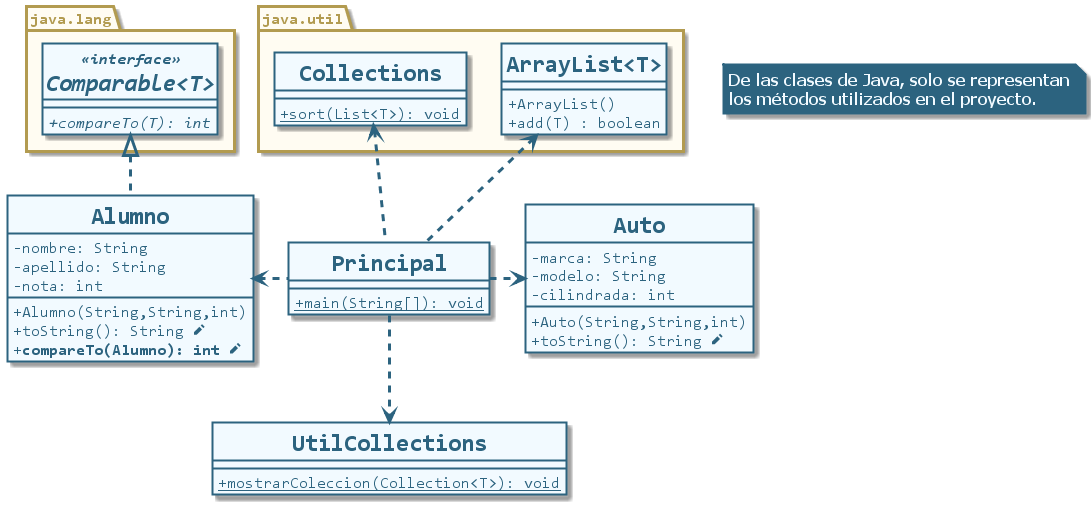 java.lang
«interface»
Comparable<T>
+compareTo(T): int
java.util
Collections
+sort(List<T>): void
ArrayList<T>
+ArrayList()
+add(T) : boolean
De las clases de Java, solo se representan
los métodos utilizados en el proyecto.
Alumno
-nombre: String
-apellido: String
-nota: int
+Alumno(String,String,int)
+toString(): String
+compareTo(Alumno): int
Principal
+main(String[]): void
Auto
-marca: String
-modelo: String
-cilindrada: int
+Auto(String,String,int)
+toString(): String
UtilCollections
+mostrarColeccion(Collection<T>): void